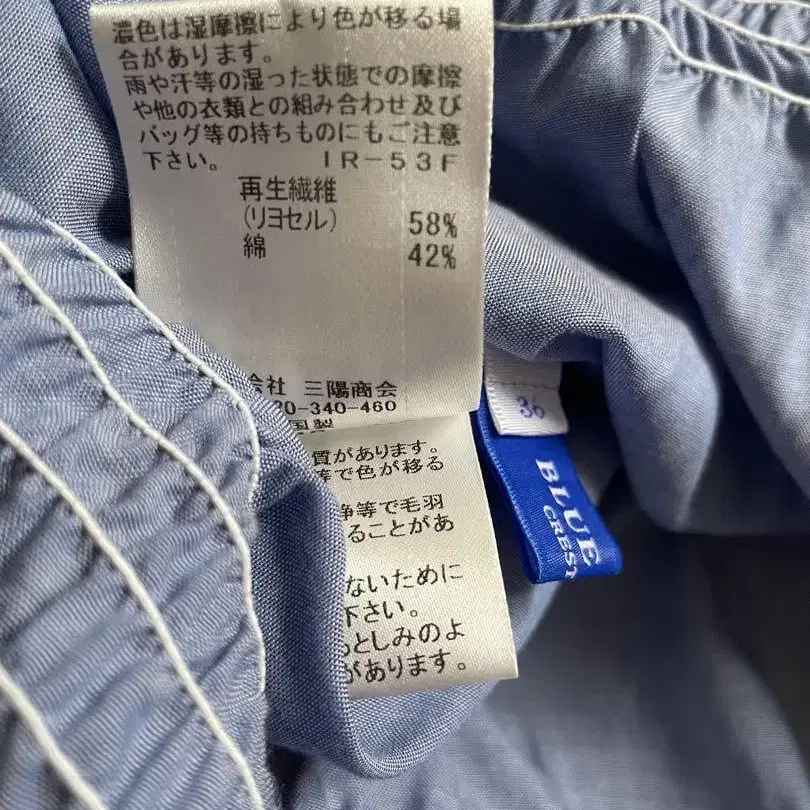 濃色は湿摩擦により色が移る場
合があります。
雨や汗等の湿った状態での摩擦
や他の衣類との組み合わせ及び
バッグ等の持ちものにもご注意
下さい。 IR-53F
再生繊維
(リヨセル) 58%
綿 42%
会社 三陽商会
20-340-460
国製
質があります。
等で色が移る
静等で毛羽
ることがあ
ないために
下さい。
しみのよ
があります。
36
BLUE
CREST